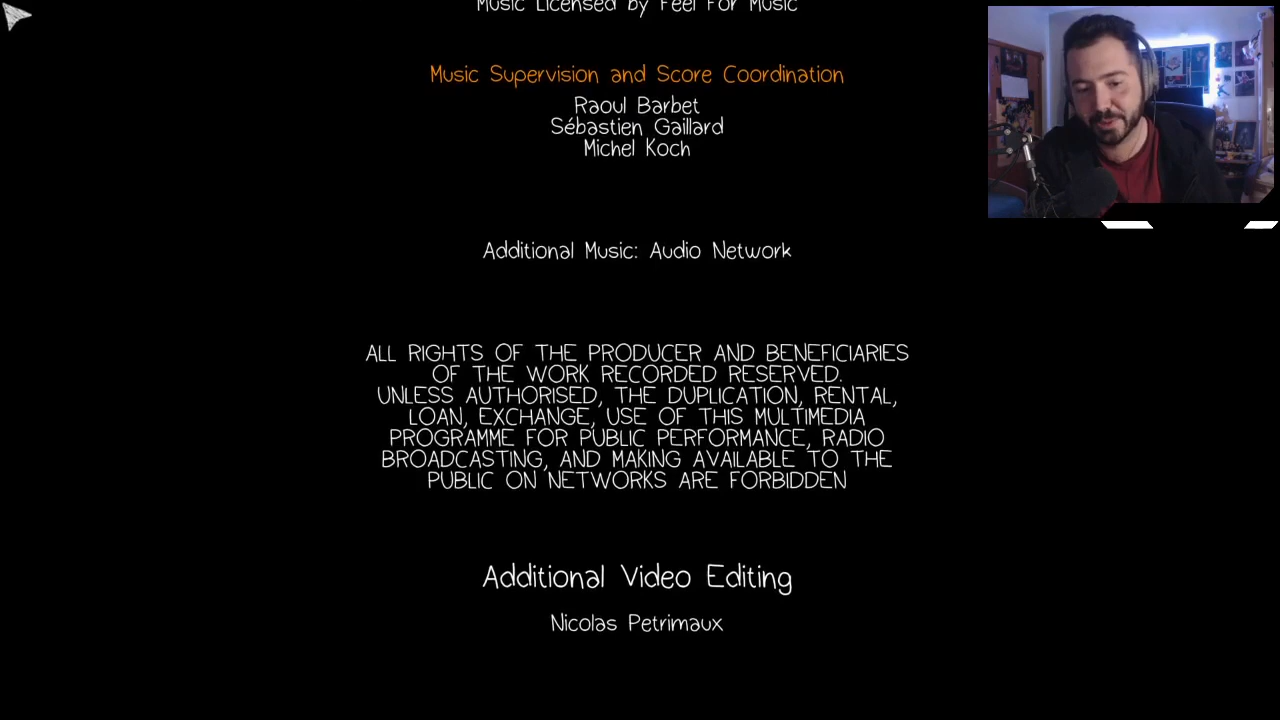 Music Licensed by Feel For Music
Music Supervision and Score Coordination
Raoul Barbet
Sébastien Gaillard
Michel Koch
Additional Music: Audio Network
ALL RIGHTS OF THE PRODUCER AND BENEFICIARIES
OF THE WORK RECORDED RESERVED.
UNLESS AUTHORISED, THE DUPLICATION, RENTAL,
LOAN, EXCHANGE, USE OF THIS MULTIMEDIA
PROGRAMME FOR PUBLIC PERFORMANCE, RADIO
BROADCASTING, AND MAKING AVAILABLE TO THE
PUBLIC ON NETWORKS ARE FORBIDDEN
Additional Video Editing
Nicolas Petrimaux